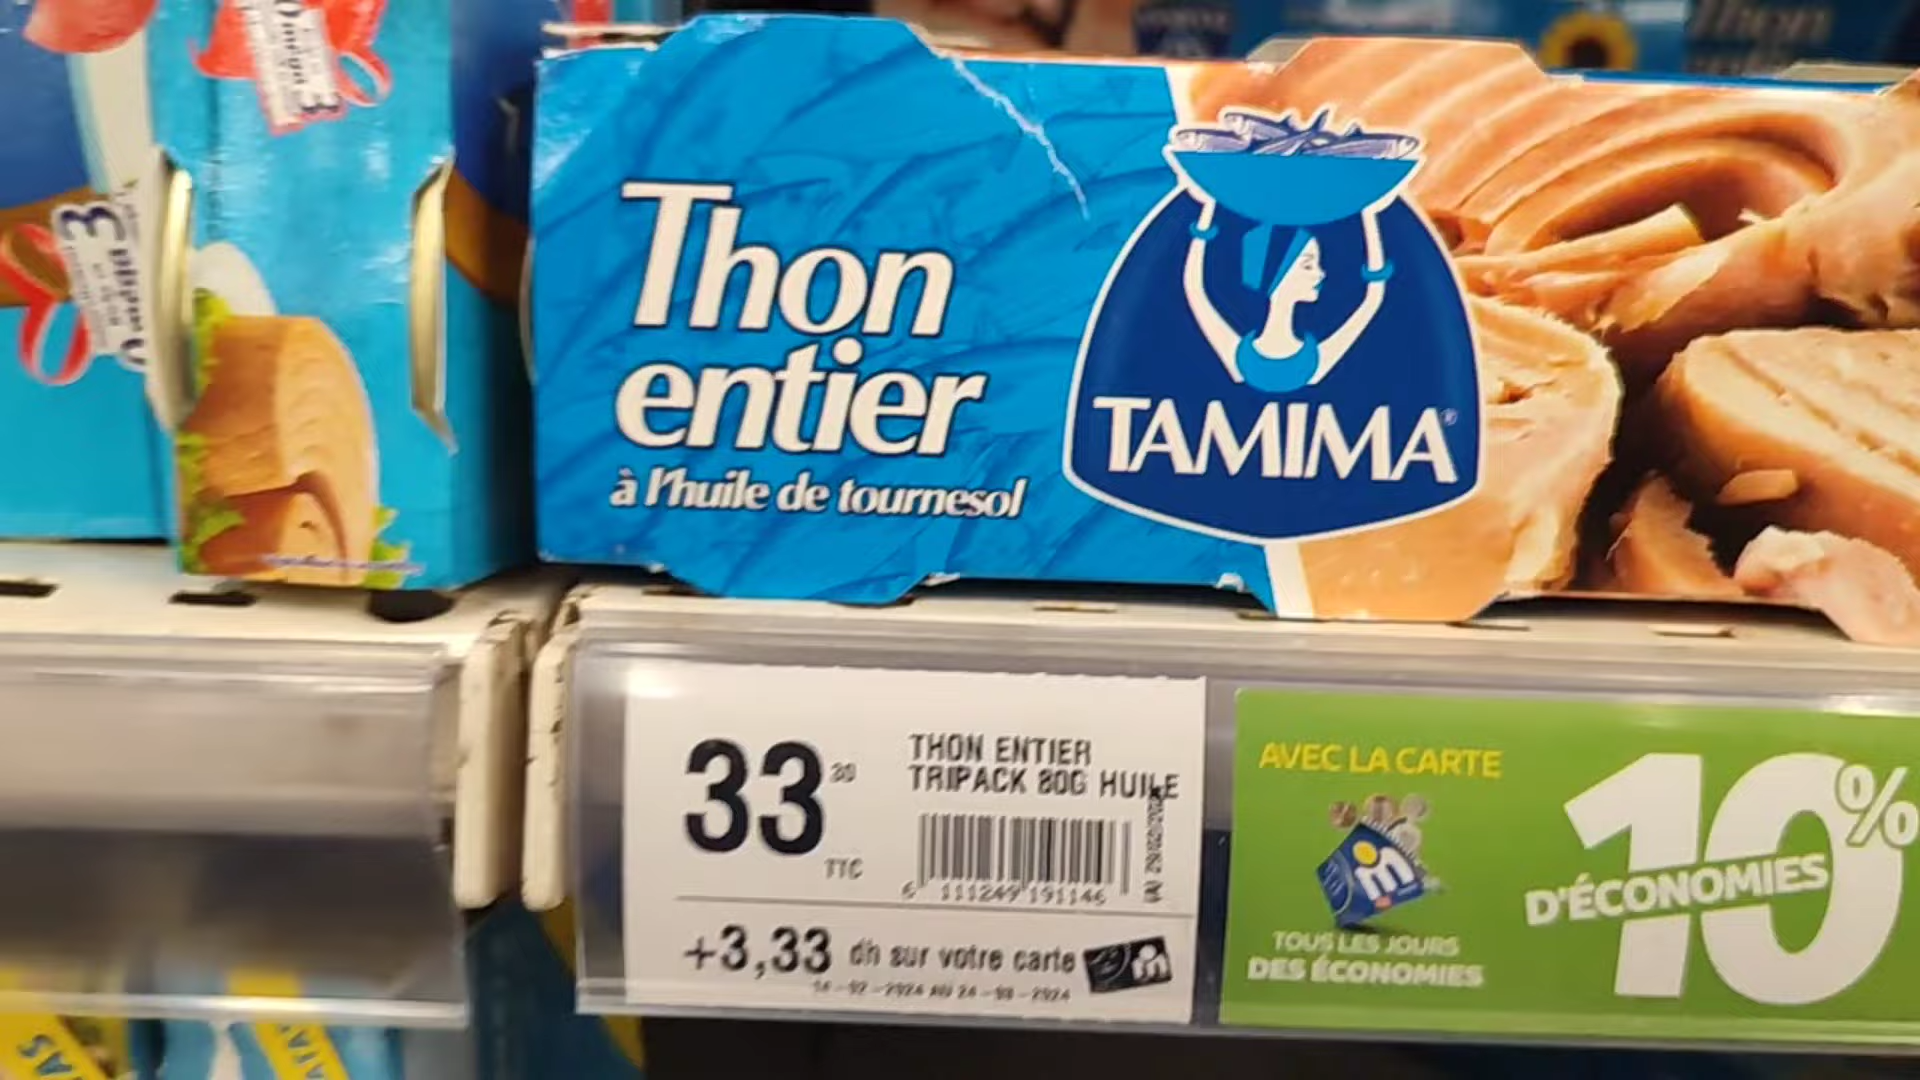 Thon
entier
à l'huile de tournesol
TAMIMA
33 30
TTC
THON ENTIER
TRIPACK 80G HUILE
6 111249 191146
+3,33 dh sur votre carte
AVEC LA CARTE
10%
D'ÉCONOMIES
TOUS LES JOURS
DES ÉCONOMIES